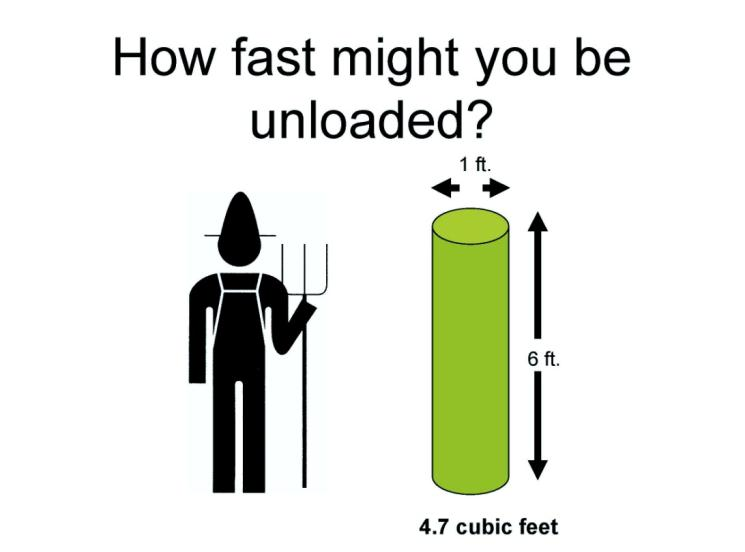 How fast might you be
unloaded?
1 ft.
6 ft.
4.7 cubic feet